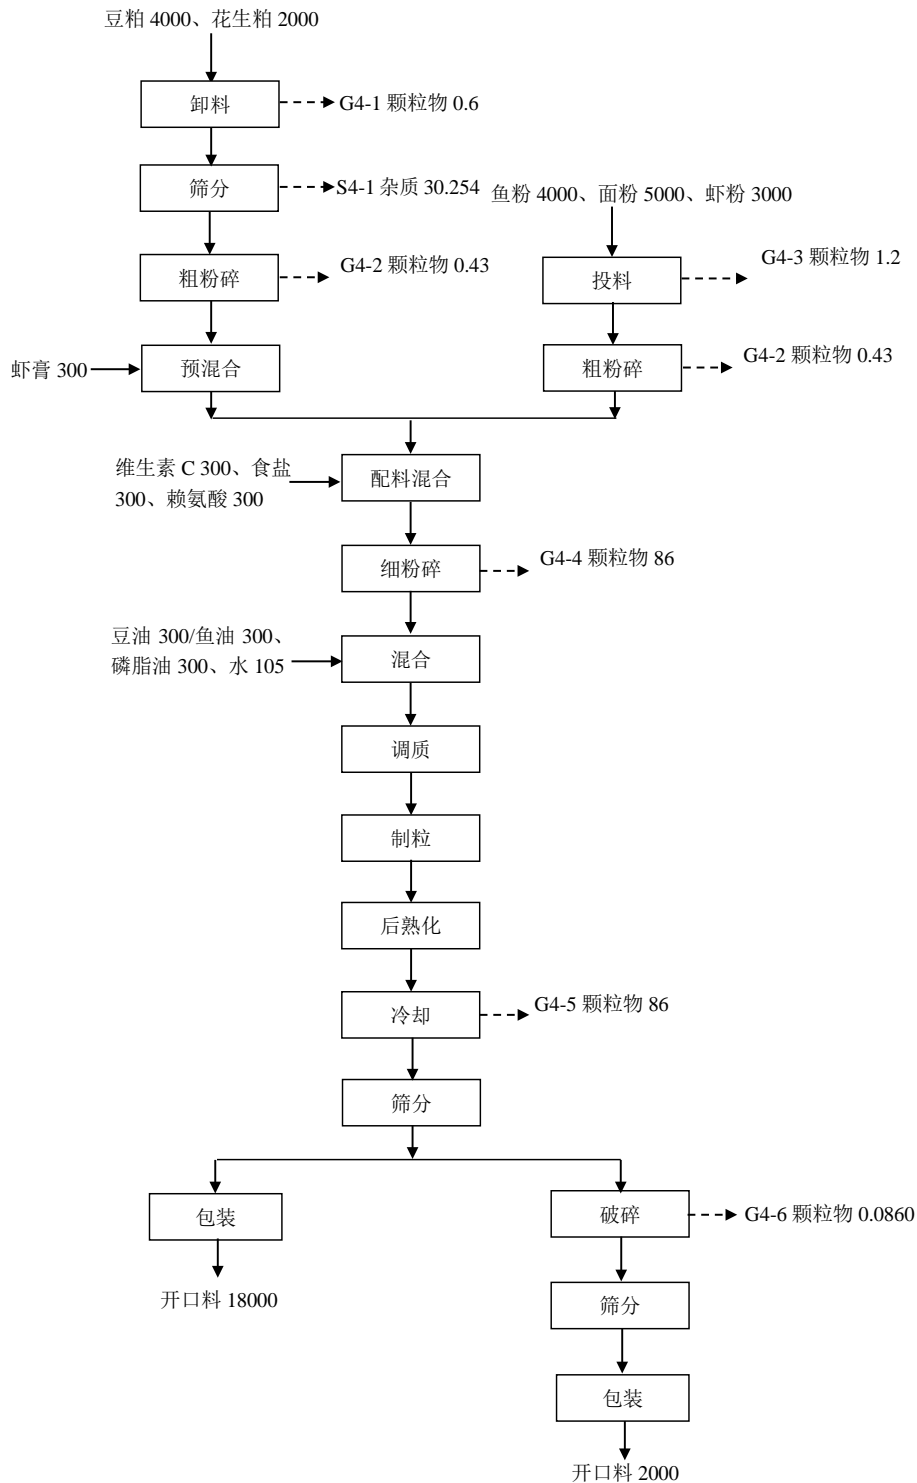 豆粕 4000、花生粕 2000
卸料
G4-1 颗粒物 0.6
筛分
S4-1 杂质 30.254
鱼粉 4000、面粉 5000、虾粉 3000
粗粉碎
G4-2 颗粒物 0.43
投料
G4-3 颗粒物 1.2
虾膏 300
预混合
粗粉碎
G4-2 颗粒物 0.43
维生素 C 300、食盐
300、赖氨酸 300
配料混合
细粉碎
G4-4 颗粒物 86
豆油 300/鱼油 300、
磷脂油 300、水 105
混合
调质
制粒
后熟化
冷却
G4-5 颗粒物 86
筛分
包装
破碎
G4-6 颗粒物 0.0860
开口料 18000
筛分
包装
开口料 2000